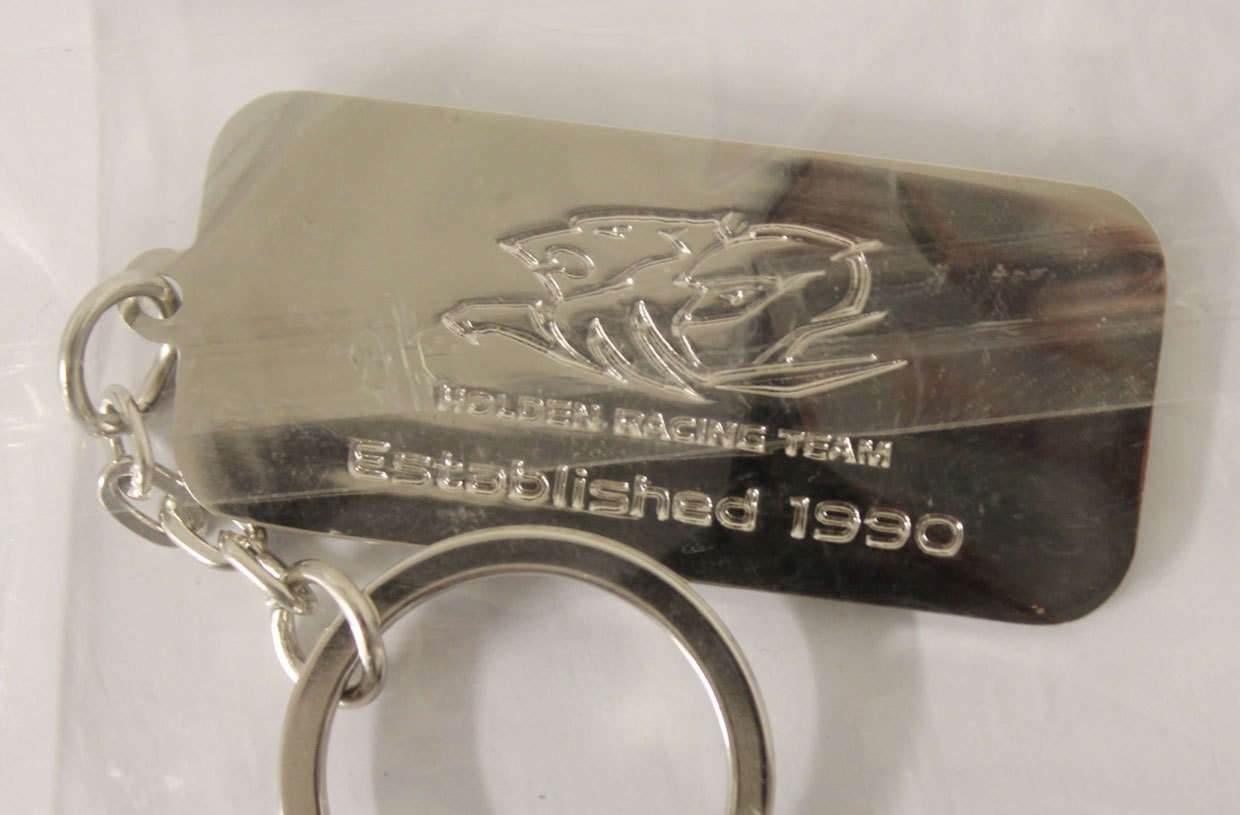 HOLDEN RACING TEAM
Established 1990